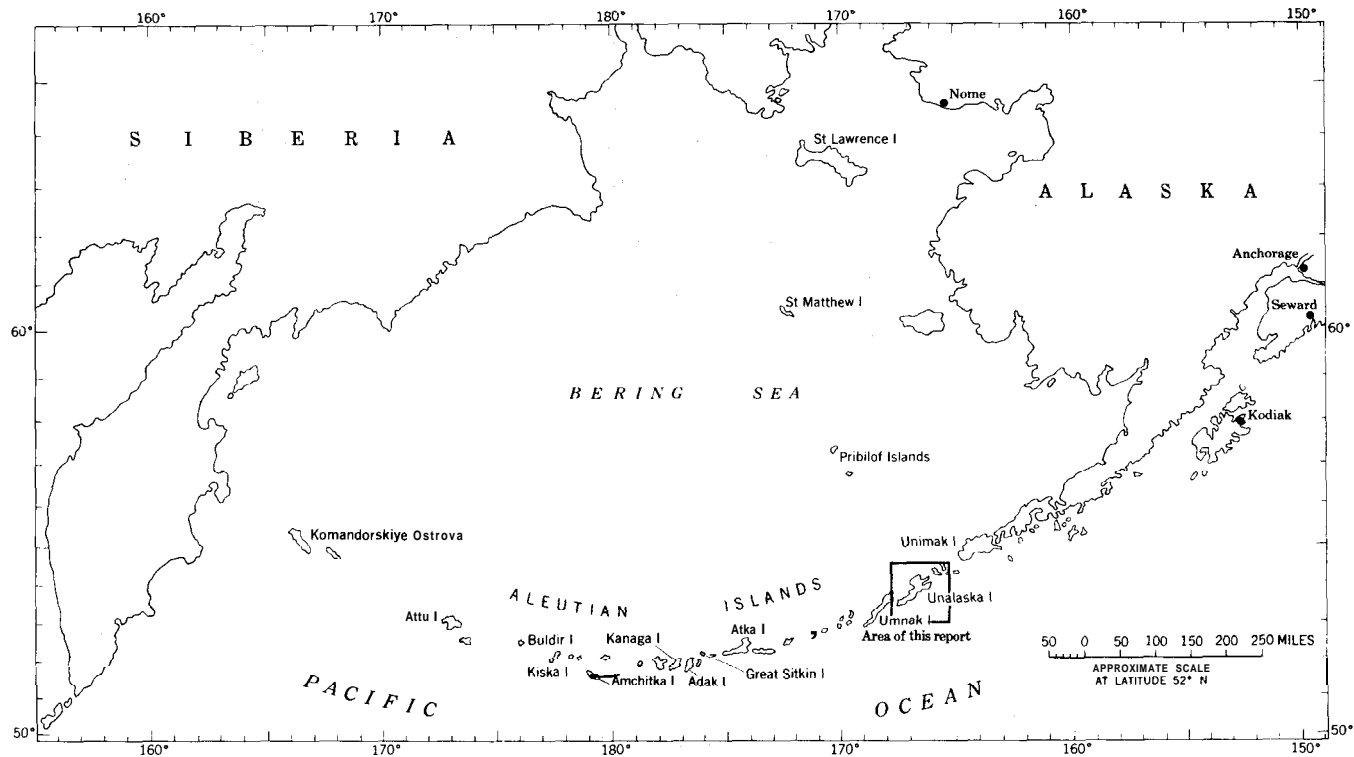 160° 170° 180° 170° 160° 150°
Nome
SIBERIA
St Lawrence I
ALASKA
Anchorage
St Matthew I
Seward
60° 60°
BERING SEA
Kodiak
Pribilof Islands
Komandorskiye Ostrova
Unimak I
ALEUTIAN ISLANDS
Unalaska I
Attu I
Umnak I
Atka I
Buldir I
Kanaga I
Area of this report
50 0 50 100 150 200 250 MILES
APPROXIMATE SCALE
AT LATITUDE 52° N
Kiska I
Amchitka I
Adak I
Great Sitkin I
PACIFIC OCEAN
50° 50°
160° 170° 180° 170° 160° 150°